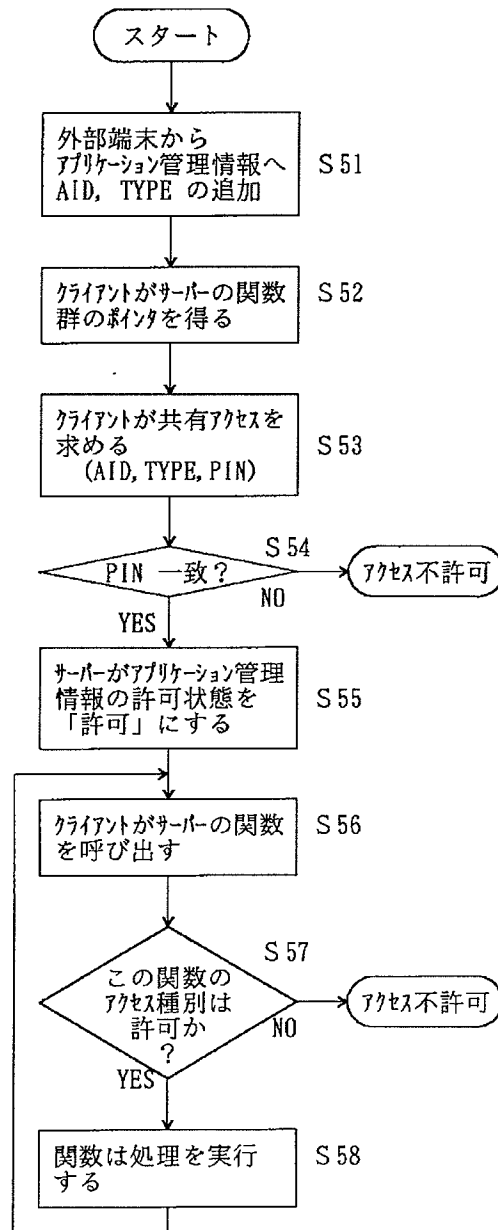 スタート
外部端末から
アプリケーション管理情報へ
AID, TYPE の追加
S51
クライアントがサーバーの関数
群のポインタを得る
S52
クライアントが共有アクセスを
求める
(AID,TYPE,PIN)
S53
S54
PIN 一致？
NO
アクセス不許可
YES
サーバーがアプリケーション管理
情報の許可状態を
「許可」にする
S55
クライアントがサーバーの関数
を呼び出す
S56
S57
この関数の
アクセス種別は
許可か
？
NO
アクセス不許可
YES
関数は処理を実行
する
S58